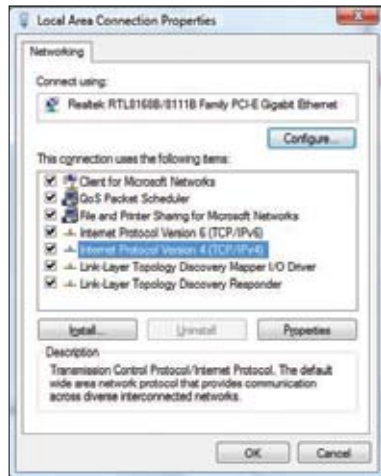 Local Area Connection Properties
Networking
Connect using:
Realtek RTL8168B/8111B Family PCI-E Gigabit Ethernet
Configure...
This connection uses the following items:
Client for Microsoft Networks
QoS Packet Scheduler
File and Printer Sharing for Microsoft Networks
Internet Protocol Version 6 (TCP/IPv6)
Internet Protocol Version 4 (TCP/IPv4)
Link-Layer Topology Discovery Mapper I/O Driver
Link-Layer Topology Discovery Responder
Install...
Uninstall
Properties
Description
Transmission Control Protocol/Internet Protocol. The default
wide area network protocol that provides communication
across diverse interconnected networks.
OK
Cancel